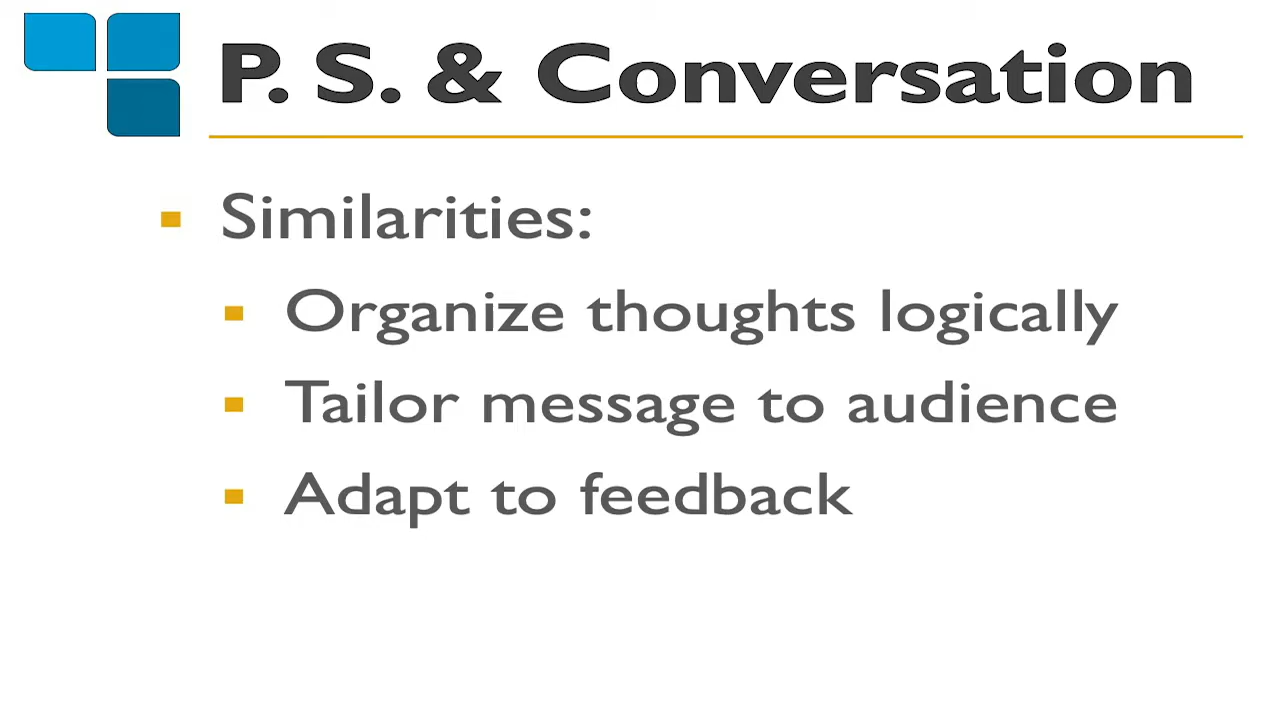 P. S. & Conversation
Similarities:
Organize thoughts logically
Tailor message to audience
Adapt to feedback